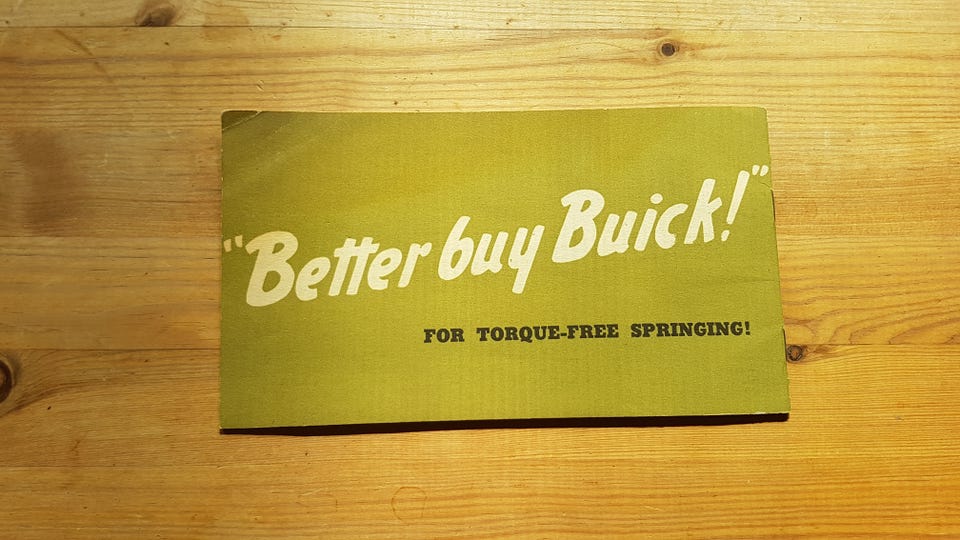 "Better buy Buick!"
FOR TORQUE-FREE SPRINGING!